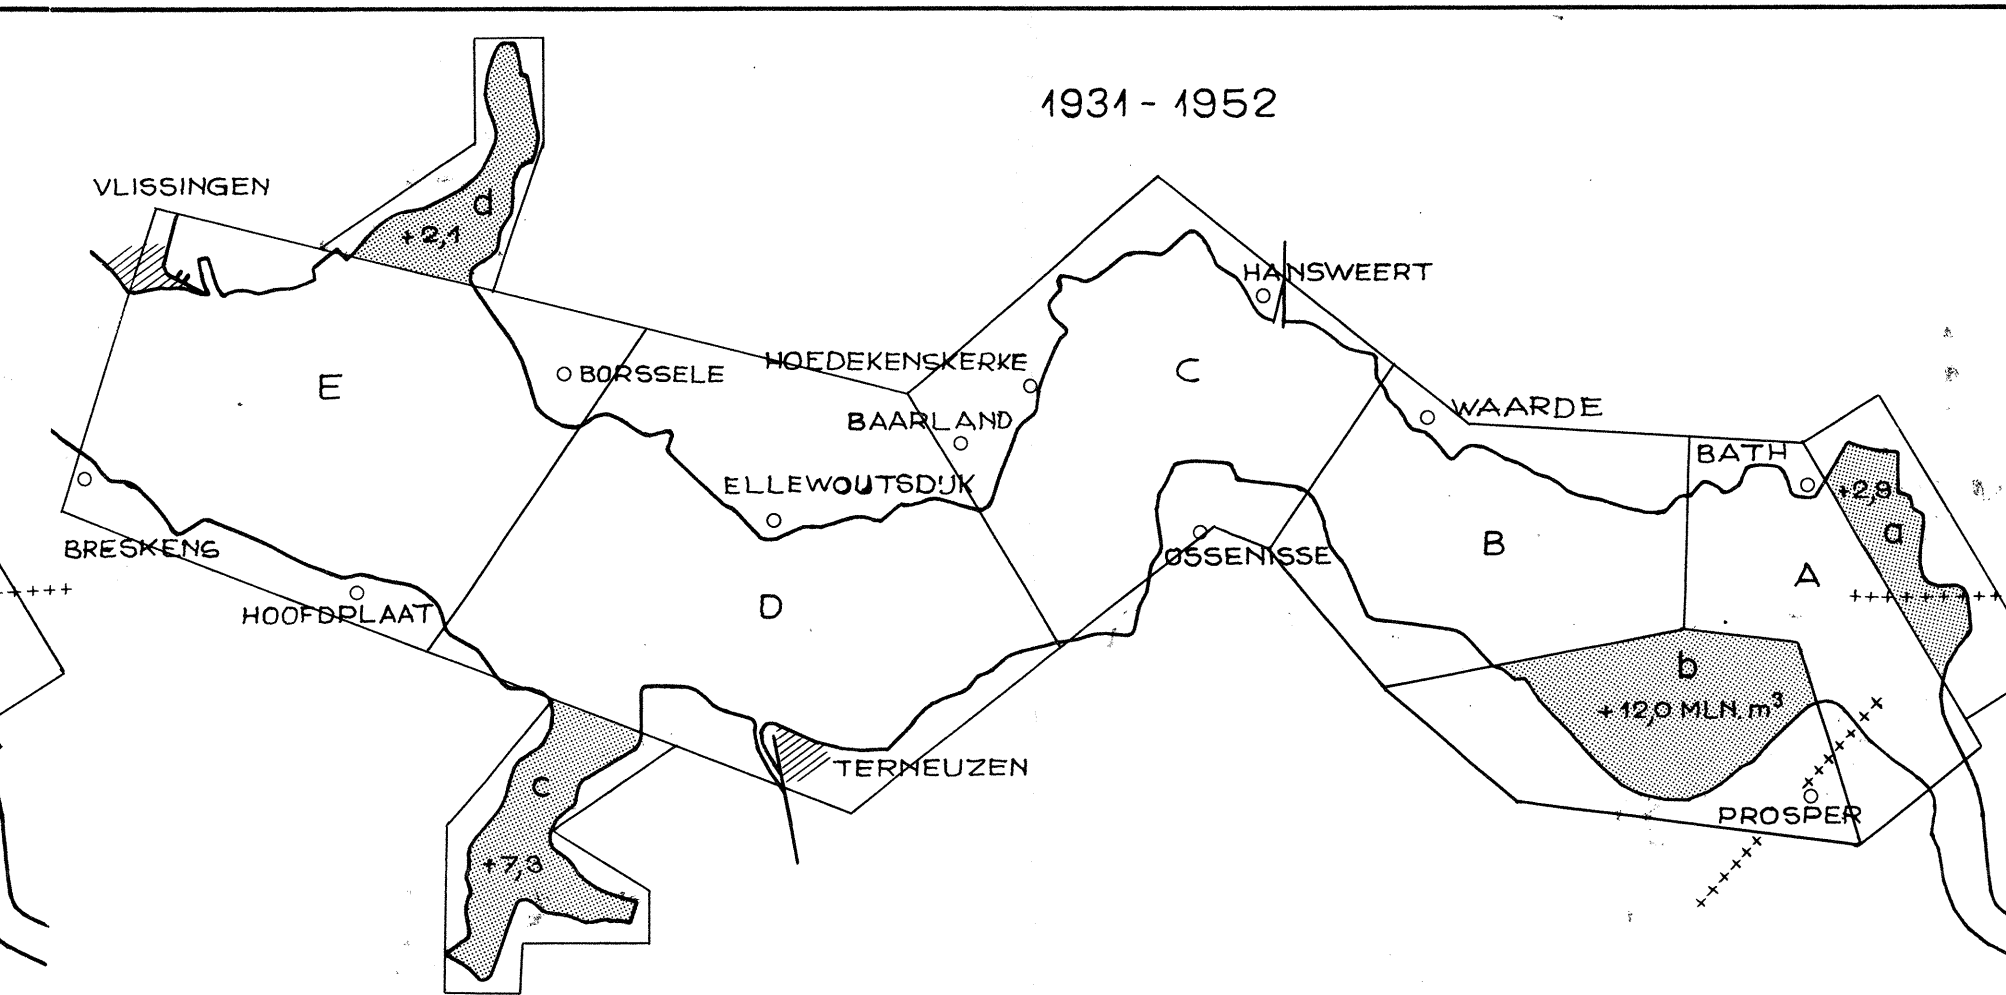 1931 - 1952
VLISSINGEN
d
+2,1
HANSWEERT
HOEDEKENSKERKE
C
BORSSELE
E
BAARLAND
WAARDE
BATH
ELLEWOUTSDIJK
+2,9
a
BRESKENS
OSSENISSE
B
A
HOOFDPLAAT
D
b
+12,0 MLN. m³
TERNEUZEN
c
PROSPER
+7,3